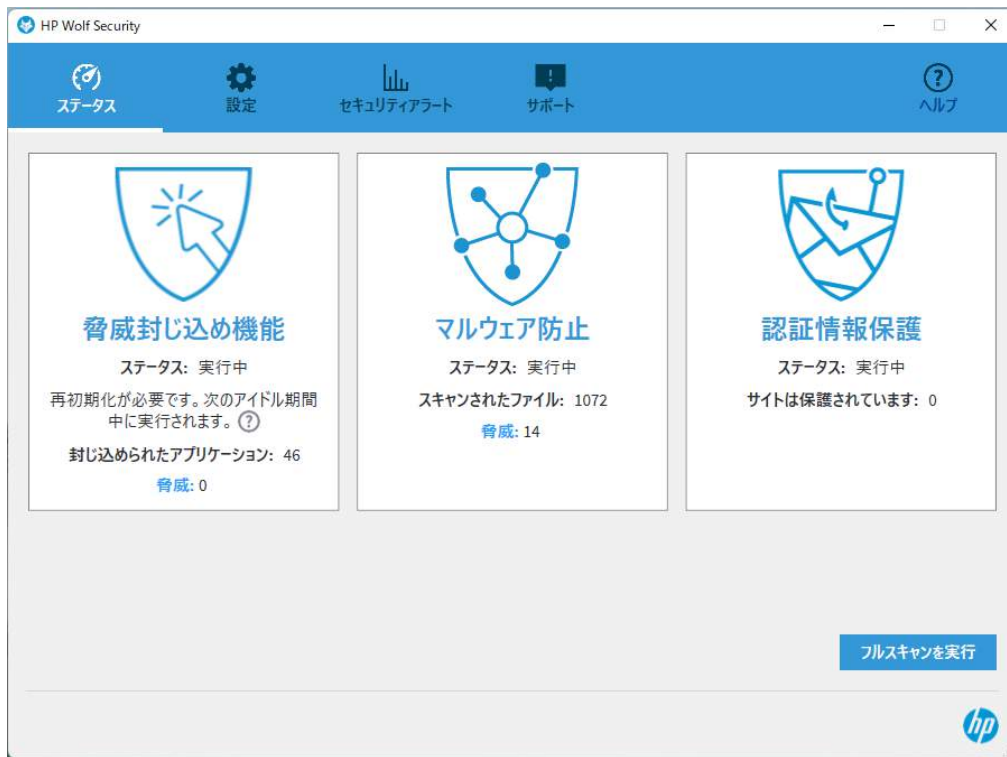 HP Wolf Security
ステータス
設定
セキュリティアラート
サポート
ヘルプ
脅威封じ込め機能
ステータス: 実行中
再初期化が必要です。次のアイドル期間
中に実行されます。?
封じ込められたアプリケーション: 46
脅威: 0
マルウェア防止
ステータス: 実行中
スキャンされたファイル: 1072
脅威: 14
認証情報保護
ステータス: 実行中
サイトは保護されています: 0
フルスキャンを実行
hp